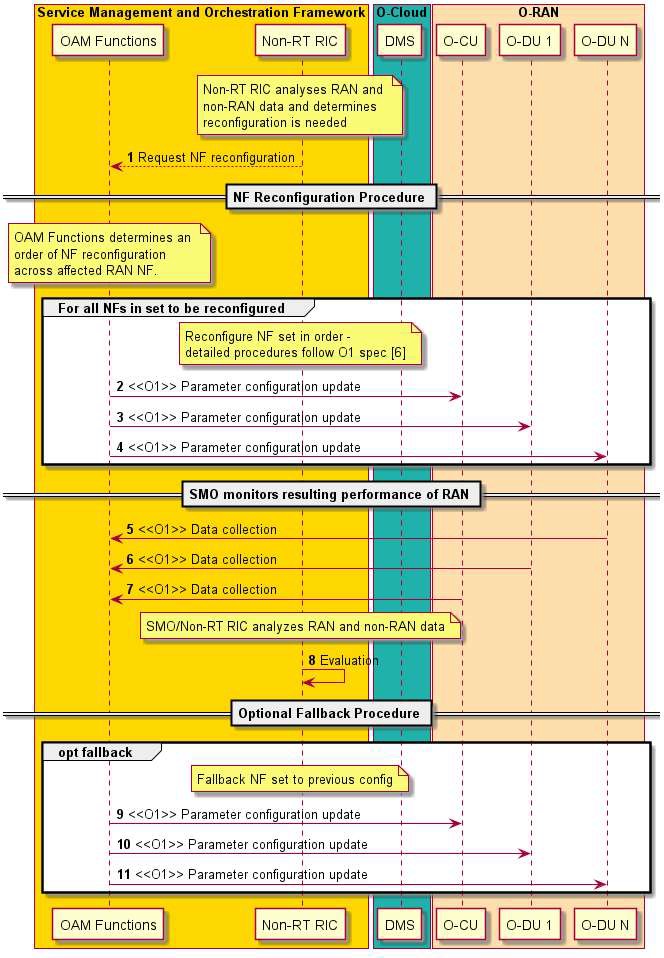 Service Management and Orchestration Framework O-Cloud O-RAN
OAM Functions Non-RT RIC DMS O-CU O-DU 1 O-DU N
Non-RT RIC analyses RAN and
non-RAN data and determines
reconfiguration is needed
1 Request NF reconfiguration
NF Reconfiguration Procedure
OAM Functions determines an
order of NF reconfiguration
across affected RAN NF.
For all NFs in set to be reconfigured
Reconfigure NF set in order -
detailed procedures follow O1 spec [6]
2 <<O1>> Parameter configuration update
3 <<O1>> Parameter configuration update
4 <<O1>> Parameter configuration update
SMO monitors resulting performance of RAN
5 <<O1>> Data collection
6 <<O1>> Data collection
7 <<O1>> Data collection
SMO/Non-RT RIC analyzes RAN and non-RAN data
8 Evaluation
Optional Fallback Procedure
opt fallback
Fallback NF set to previous config
9 <<O1>> Parameter configuration update
10 <<O1>> Parameter configuration update
11 <<O1>> Parameter configuration update
OAM Functions Non-RT RIC DMS O-CU O-DU 1 O-DU N